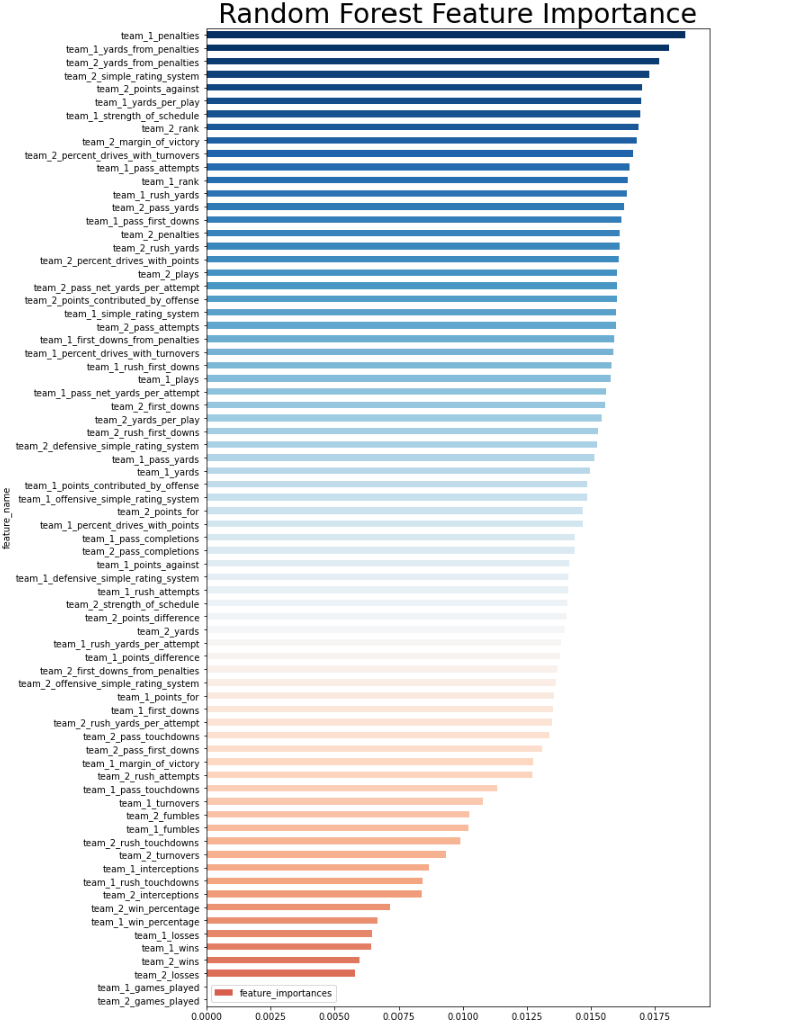 Random Forest Feature Importance
team_1_penalties
team_1_yards_from_penalties
team_2_yards_from_penalties
team_2_simple_rating_system
team_2_points_against
team_1_yards_per_play
team_1_strength_of_schedule
team_2_rank
team_2_margin_of_victory
team_2_percent_drives_with_turnovers
team_1_pass_attempts
team_1_rank
team_1_rush_yards
team_2_pass_yards
team_1_pass_first_downs
team_2_penalties
team_2_rush_yards
team_2_percent_drives_with_points
team_2_plays
team_2_pass_net_yards_per_attempt
team_2_points_contributed_by_offense
team_1_simple_rating_system
team_2_pass_attempts
team_1_first_downs_from_penalties
team_1_percent_drives_with_turnovers
team_1_rush_first_downs
team_1_plays
team_1_pass_net_yards_per_attempt
team_2_first_downs
team_2_yards_per_play
team_2_rush_first_downs
team_2_defensive_simple_rating_system
team_1_pass_yards
team_1_yards
team_1_points_contributed_by_offense
team_1_offensive_simple_rating_system
team_2_points_for
team_1_percent_drives_with_points
team_1_pass_completions
team_2_pass_completions
team_1_points_against
team_1_defensive_simple_rating_system
team_1_rush_attempts
team_2_strength_of_schedule
team_2_points_difference
team_2_yards
team_1_rush_yards_per_attempt
team_1_points_difference
team_2_first_downs_from_penalties
team_2_offensive_simple_rating_system
team_1_points_for
team_1_first_downs
team_2_rush_yards_per_attempt
team_2_pass_touchdowns
team_2_pass_first_downs
team_1_margin_of_victory
team_2_rush_attempts
team_1_pass_touchdowns
team_1_turnovers
team_2_fumbles
team_1_fumbles
team_2_rush_touchdowns
team_2_turnovers
team_1_interceptions
team_1_rush_touchdowns
team_2_interceptions
team_2_win_percentage
team_1_win_percentage
team_1_losses
team_1_wins
team_2_wins
team_2_losses
team_1_games_played
team_2_games_played
feature_name
feature_importances
0.0000 0.0025 0.0050 0.0075 0.0100 0.0125 0.0150 0.0175